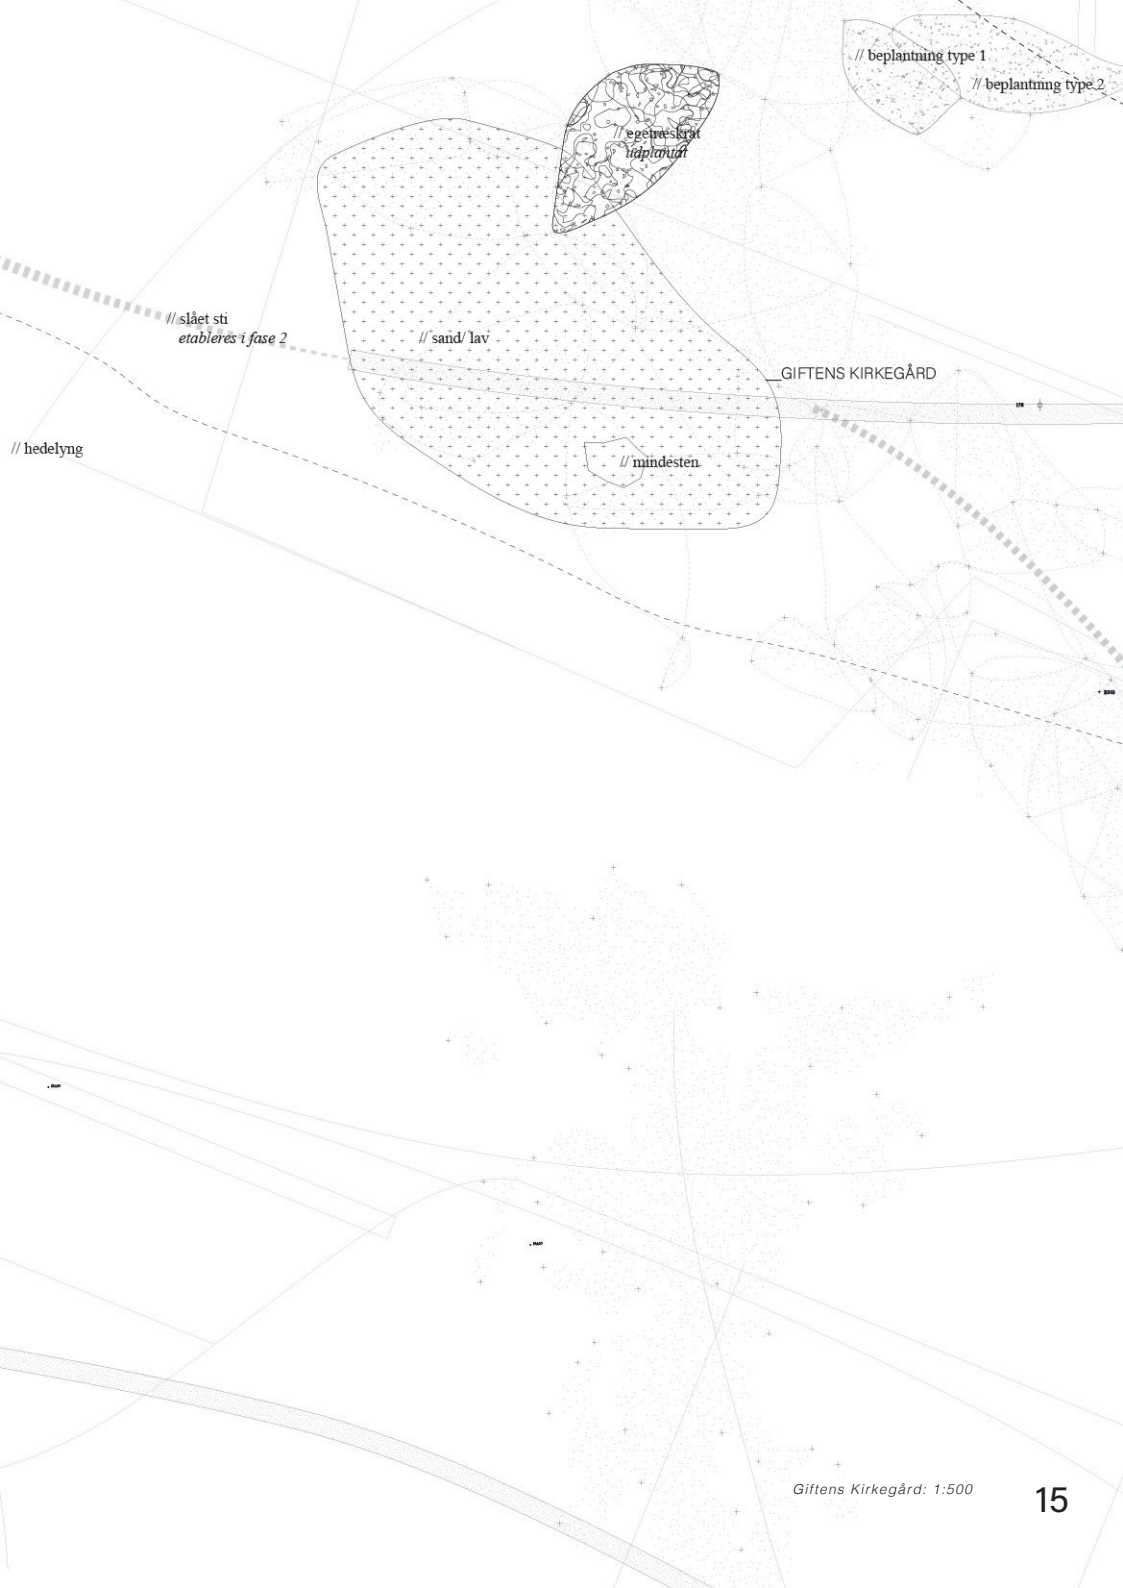 // beplantning type 1
// beplantning type 2
// egetræskrat
udplantat
// slået sti
etableres i fase 2
// sand/ lav
GIFTENS KIRKEGÅRD
// hedelyng
// mindesten
Giftens Kirkegård: 1:500
15